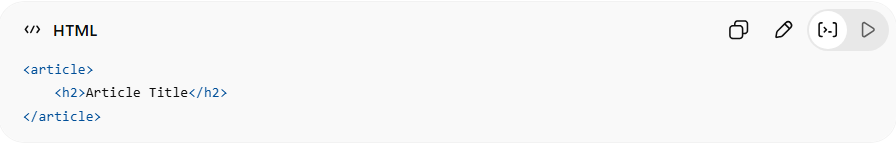 HTML
<article>
    <h2>Article Title</h2>
</article>